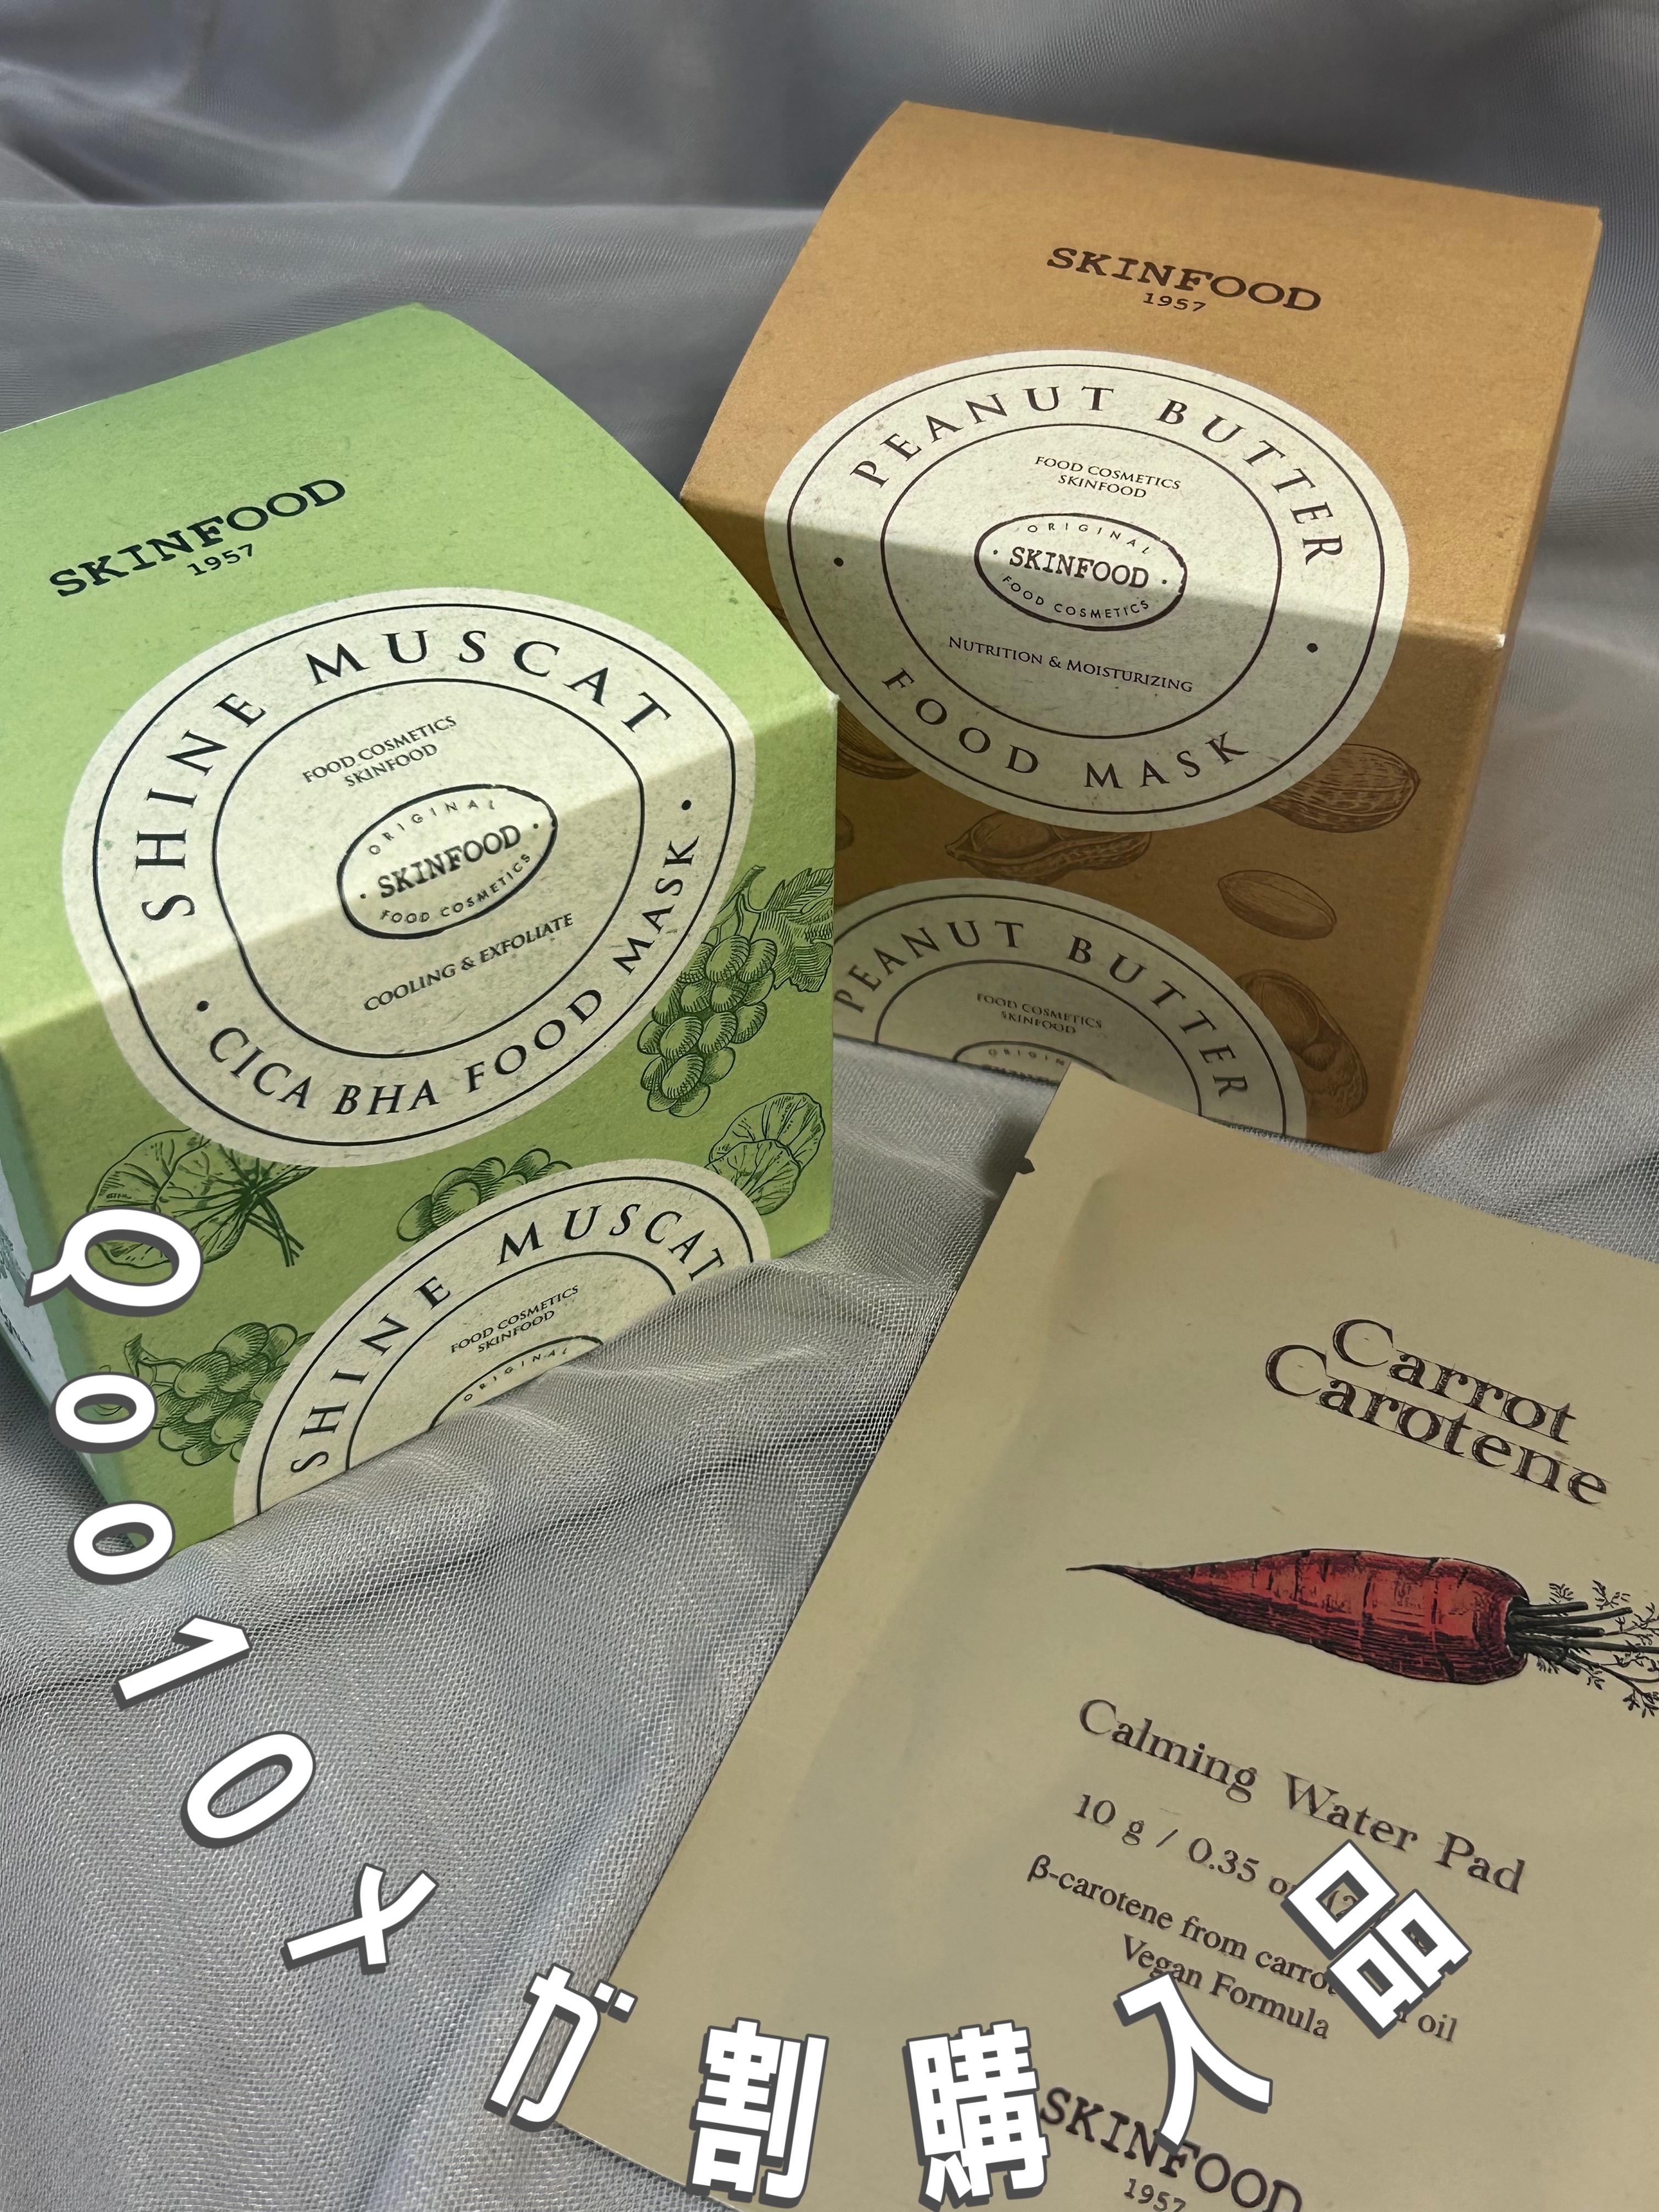 SKINFOOD
1957
PEANUT BUTTER
FOOD COSMETICS
SKINFOOD
ORIGINAL
SKINFOOD
FOOD COSMETICS
NUTRITION & MOISTURIZING
FOOD MASK
PEANUT BUTTER
FOOD COSMETICS
SKINFOOD
SKINFOOD
1957
SHINE MUSCAT
FOOD COSMETICS
SKINFOOD
ORIGINAL
SKINFOOD
FOOD COSMETICS
COOLING & EXFOLIATE
CICA BHA FOOD MASK
SHINE MUSCAT
FOOD COSMETICS
SKINFOOD
ORIGINAL
Carrot
Carotene
Calming Water Pad
10 g / 0.35
β-carotene from oil
Vegan Formula
SKINFOOD
1957
Qoo10メガ割購入品